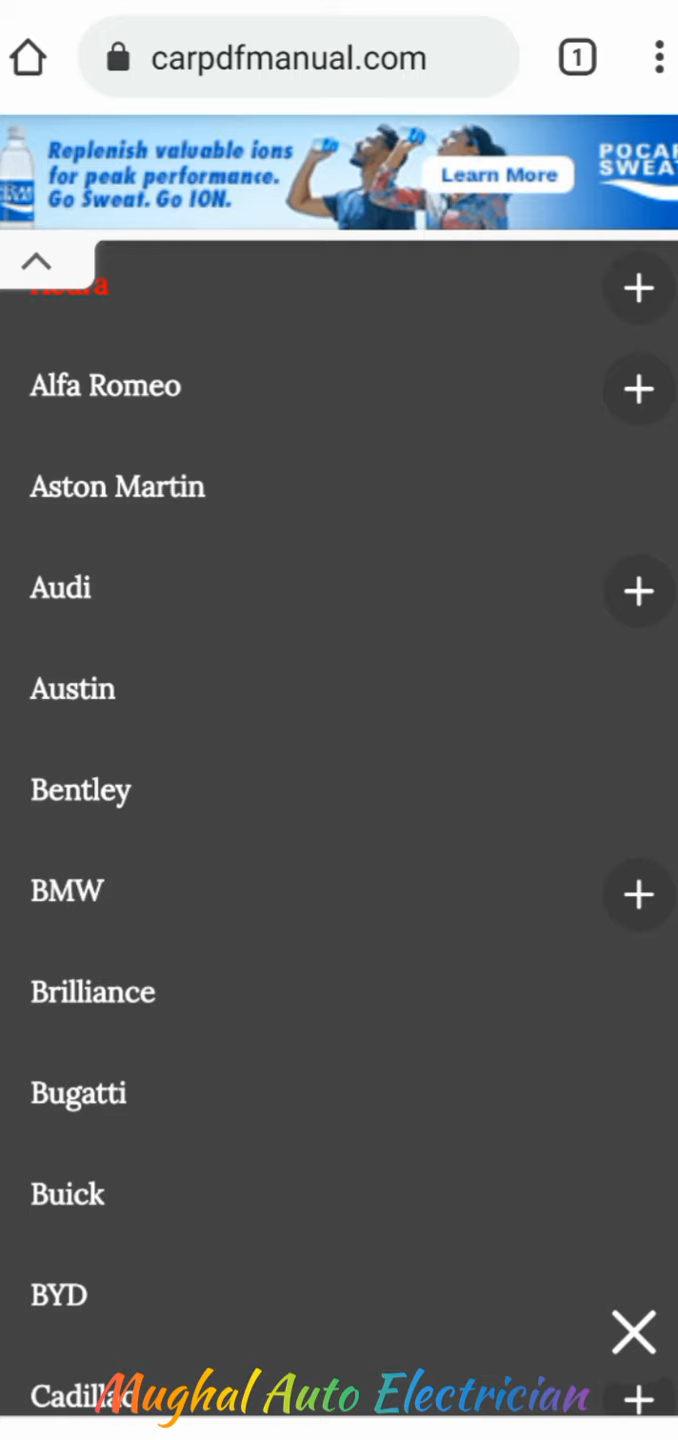 carpdfmanual.com
1
Replenish valuable ions
for peak performance.
Go Sweat. Go ION.
Learn More
Alfa Romeo
Aston Martin
Audi
Austin
Bentley
BMW
Brilliance
Bugatti
Buick
BYD
Cadillac
Mughal Auto Electrician